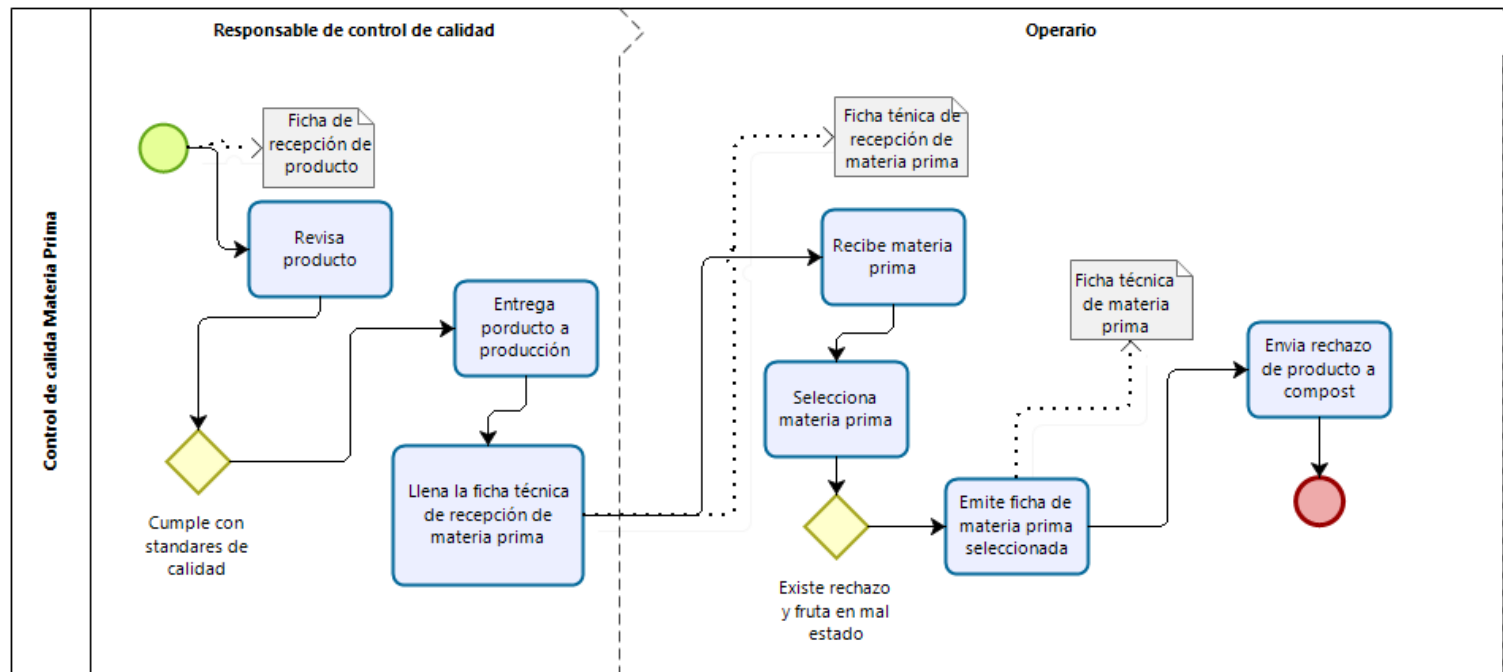 Control de calida Materia Prima
Responsable de control de calidad
Operario
Ficha de
recepción de
producto
Revisa
producto
Cumple con
standares de
calidad
Entrega
porducto a
producción
Llena la ficha técnica
de recepción de
materia prima
Ficha ténica de
recepción de
materia prima
Recibe materia
prima
Selecciona
materia prima
Existe rechazo
y fruta en mal
estado
Emite ficha de
materia prima
seleccionada
Ficha técnica
de materia
prima
Envia rechazo
de producto a
compost